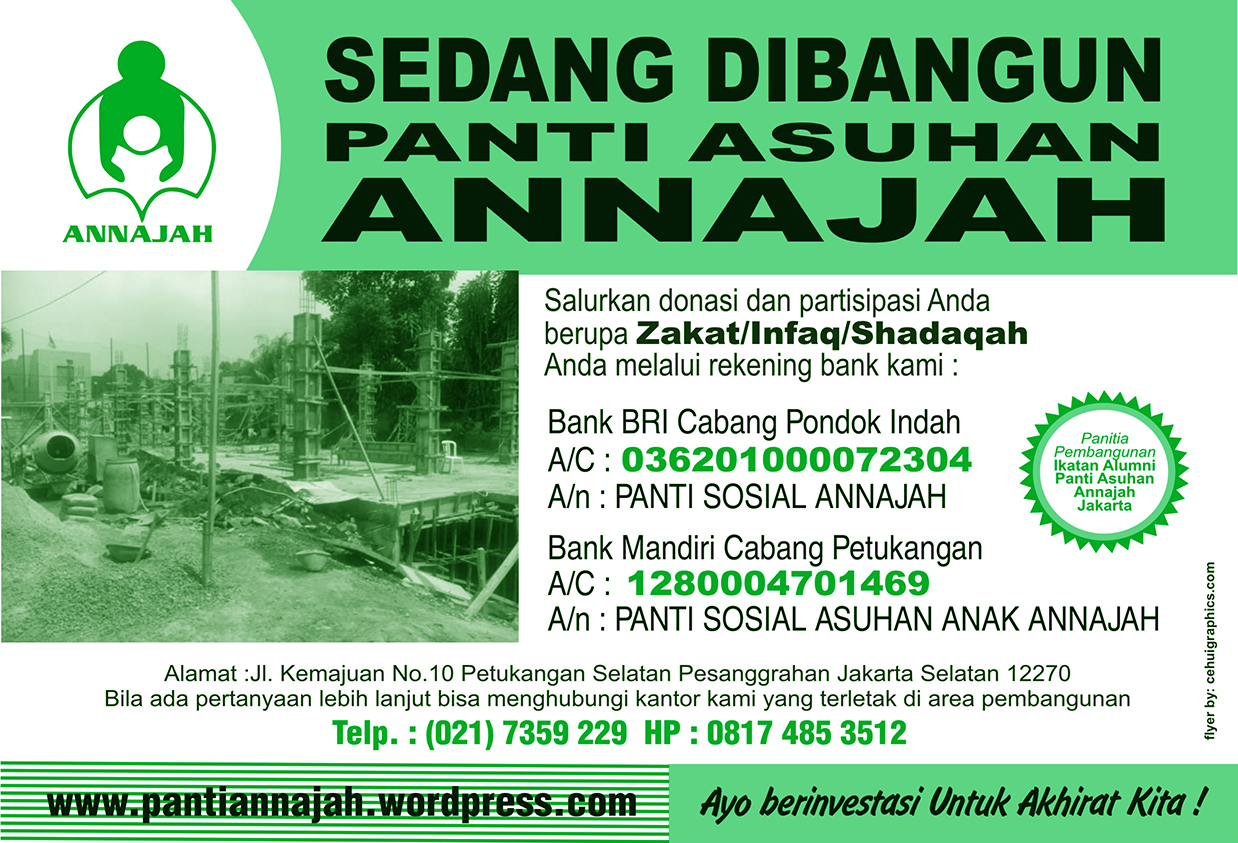 ANNAJAH
SEDANG DIBANGUN
PANTI ASUHAN
ANNAJAH
Salurkan donasi dan partisipasi Anda
berupa Zakat/Infaq/Shadaqah
Anda melalui rekening bank kami :
Bank BRI Cabang Pondok Indah
A/C : 036201000072304
A/n : PANTI SOSIAL ANNAJAH
Bank Mandiri Cabang Petukangan
A/C : 1280004701469
A/n : PANTI SOSIAL ASUHAN ANAK ANNAJAH
Panitia
Pembangunan
Ikatan Alumni
Panti Asuhan
Annajah
Jakarta
flyer by: cehuigraphics.com
Alamat :Jl. Kemajuan No.10 Petukangan Selatan Pesanggrahan Jakarta Selatan 12270
Bila ada pertanyaan lebih lanjut bisa menghubungi kantor kami yang terletak di area pembangunan
Telp. : (021) 7359 229 HP : 0817 485 3512
www.pantiannajah.wordpress.com
Ayo berinvestasi Untuk Akhirat Kita !